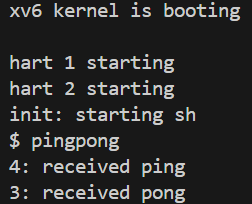 xv6 kernel is booting
hart 1 starting
hart 2 starting
init: starting sh
$ pingpong
4: received ping
3: received pong